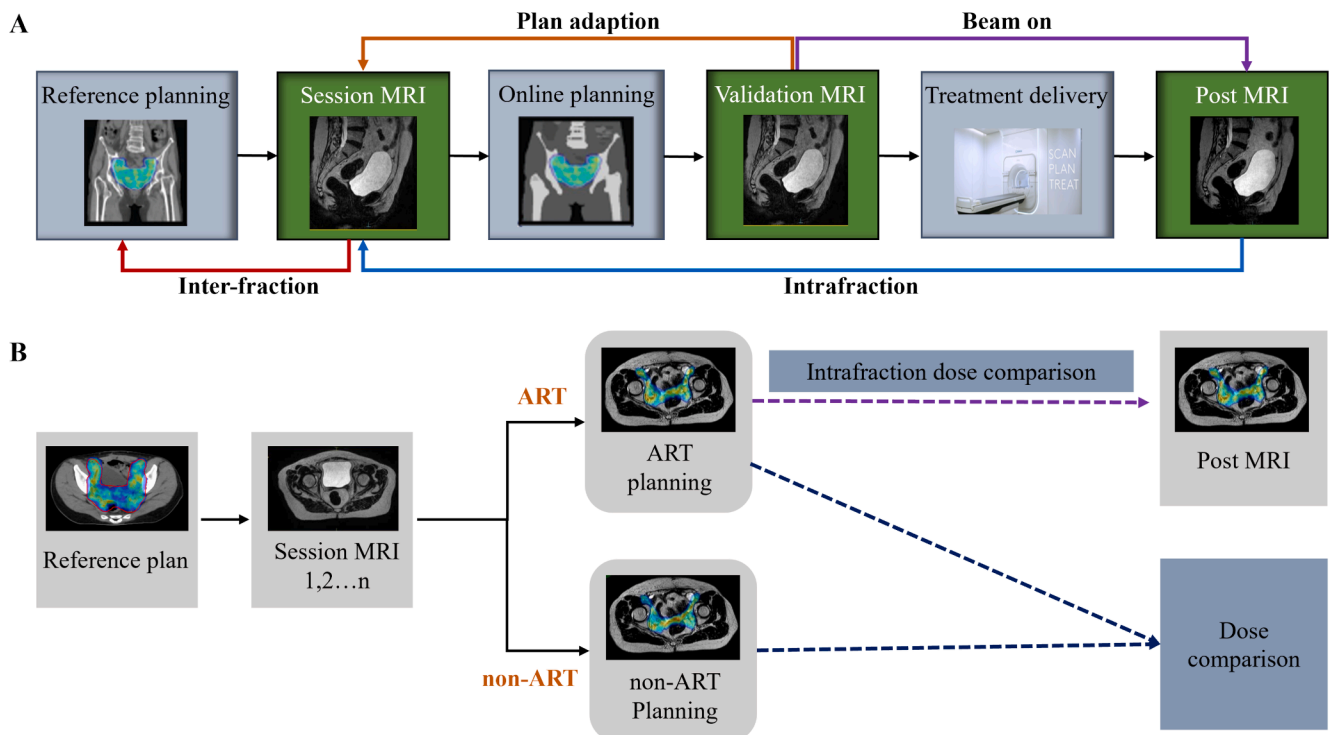 A
Plan adaption
Beam on
Reference planning
Session MRI
Online planning
Validation MRI
Treatment delivery
SCAN
PLAN
TREAT
Post MRI
Inter-fraction
Intrafraction
B
ART
Intrafraction dose comparison
ART
planning
Post MRI
Reference plan
Session MRI
1,2…n
non-ART
non-ART
Planning
Dose
comparison